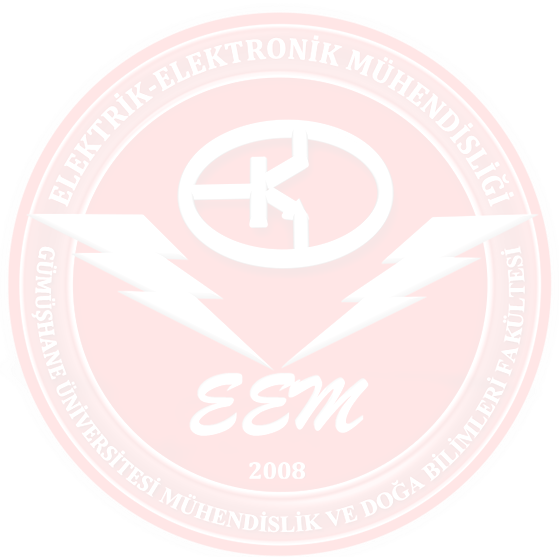 ELEKTRİK-ELEKTRONİK MÜHENDİSLİĞİ
EEM
2008
GÜMÜŞHANE ÜNİVERSİTESİ MÜHENDİSLİK VE DOĞA BİLİMLERİ FAKÜLTESİ